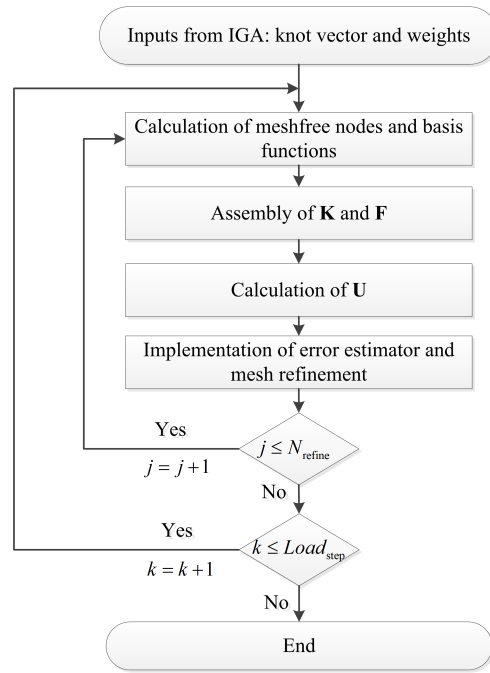 Inputs from IGA: knot vector and weights
Calculation of meshfree nodes and basis
functions
Assembly of K and F
Calculation of U
Implementation of error estimator and
mesh refinement
Yes
j ≤ N_refine
j = j+1
No
Yes
k ≤ Load_step
k = k+1
No
End